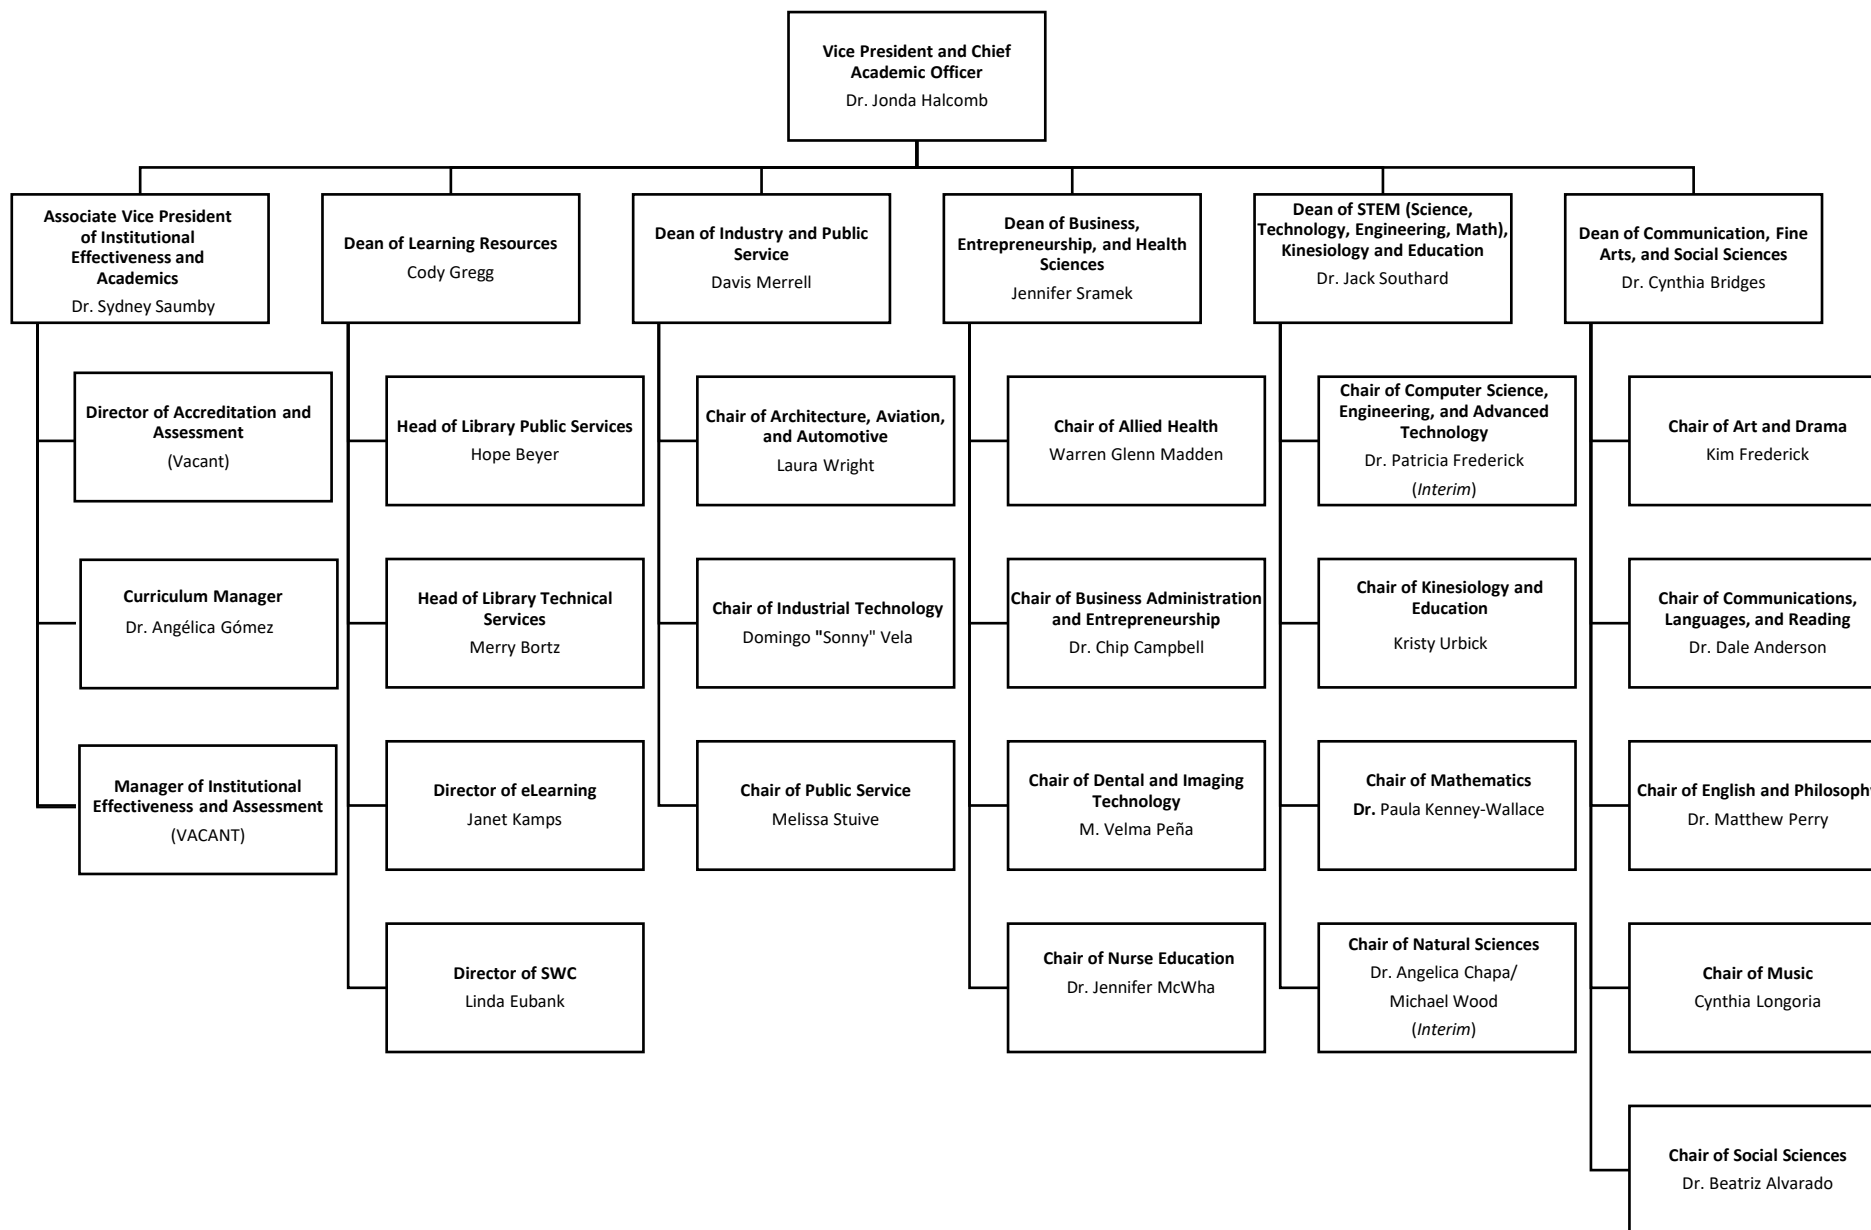 Vice President and Chief
Academic Officer
Dr. Jonda Halcomb
Associate Vice President
of Institutional
Effectiveness and
Academics
Dr. Sydney Saumby
Director of Accreditation and
Assessment
(Vacant)
Curriculum Manager
Dr. Angélica Gómez
Manager of Institutional
Effectiveness and Assessment
(VACANT)
Dean of Learning Resources
Cody Gregg
Head of Library Public Services
Hope Beyer
Head of Library Technical
Services
Merry Bortz
Director of eLearning
Janet Kamps
Director of SWC
Linda Eubank
Dean of Industry and Public
Service
Davis Merrell
Chair of Architecture, Aviation,
and Automotive
Laura Wright
Chair of Industrial Technology
Domingo "Sonny" Vela
Chair of Public Service
Melissa Stuive
Dean of Business,
Entrepreneurship, and Health
Sciences
Jennifer Sramek
Chair of Allied Health
Warren Glenn Madden
Chair of Business Administration
and Entrepreneurship
Dr. Chip Campbell
Chair of Dental and Imaging
Technology
M. Velma Peña
Chair of Nurse Education
Dr. Jennifer McWha
Dean of STEM (Science,
Technology, Engineering, Math),
Kinesiology and Education
Dr. Jack Southard
Chair of Computer Science,
Engineering, and Advanced
Technology
Dr. Patricia Frederick
(Interim)
Chair of Kinesiology and
Education
Kristy Urbick
Chair of Mathematics
Dr. Paula Kenney-Wallace
Chair of Natural Sciences
Dr. Angelica Chapa/
Michael Wood
(Interim)
Dean of Communication, Fine
Arts, and Social Sciences
Dr. Cynthia Bridges
Chair of Art and Drama
Kim Frederick
Chair of Communications,
Languages, and Reading
Dr. Dale Anderson
Chair of English and Philosophy
Dr. Matthew Perry
Chair of Music
Cynthia Longoria
Chair of Social Sciences
Dr. Beatriz Alvarado